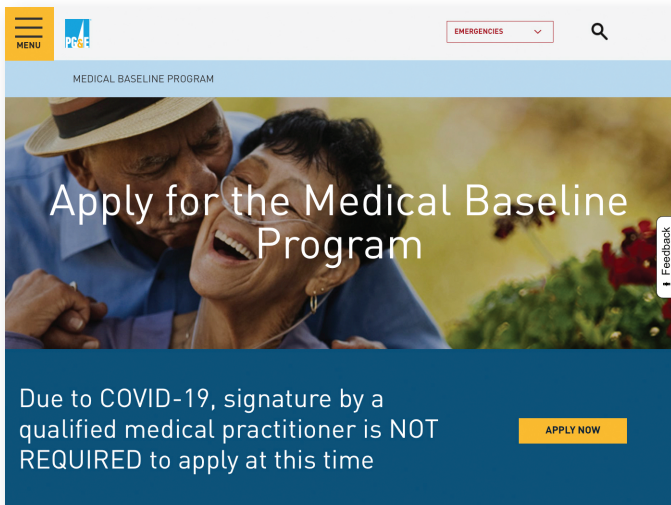 MENU
PG&E
EMERGENCIES
MEDICAL BASELINE PROGRAM
Apply for the Medical Baseline
Program
Feedback
Due to COVID-19, signature by a
qualified medical practitioner is NOT
REQUIRED to apply at this time
APPLY NOW